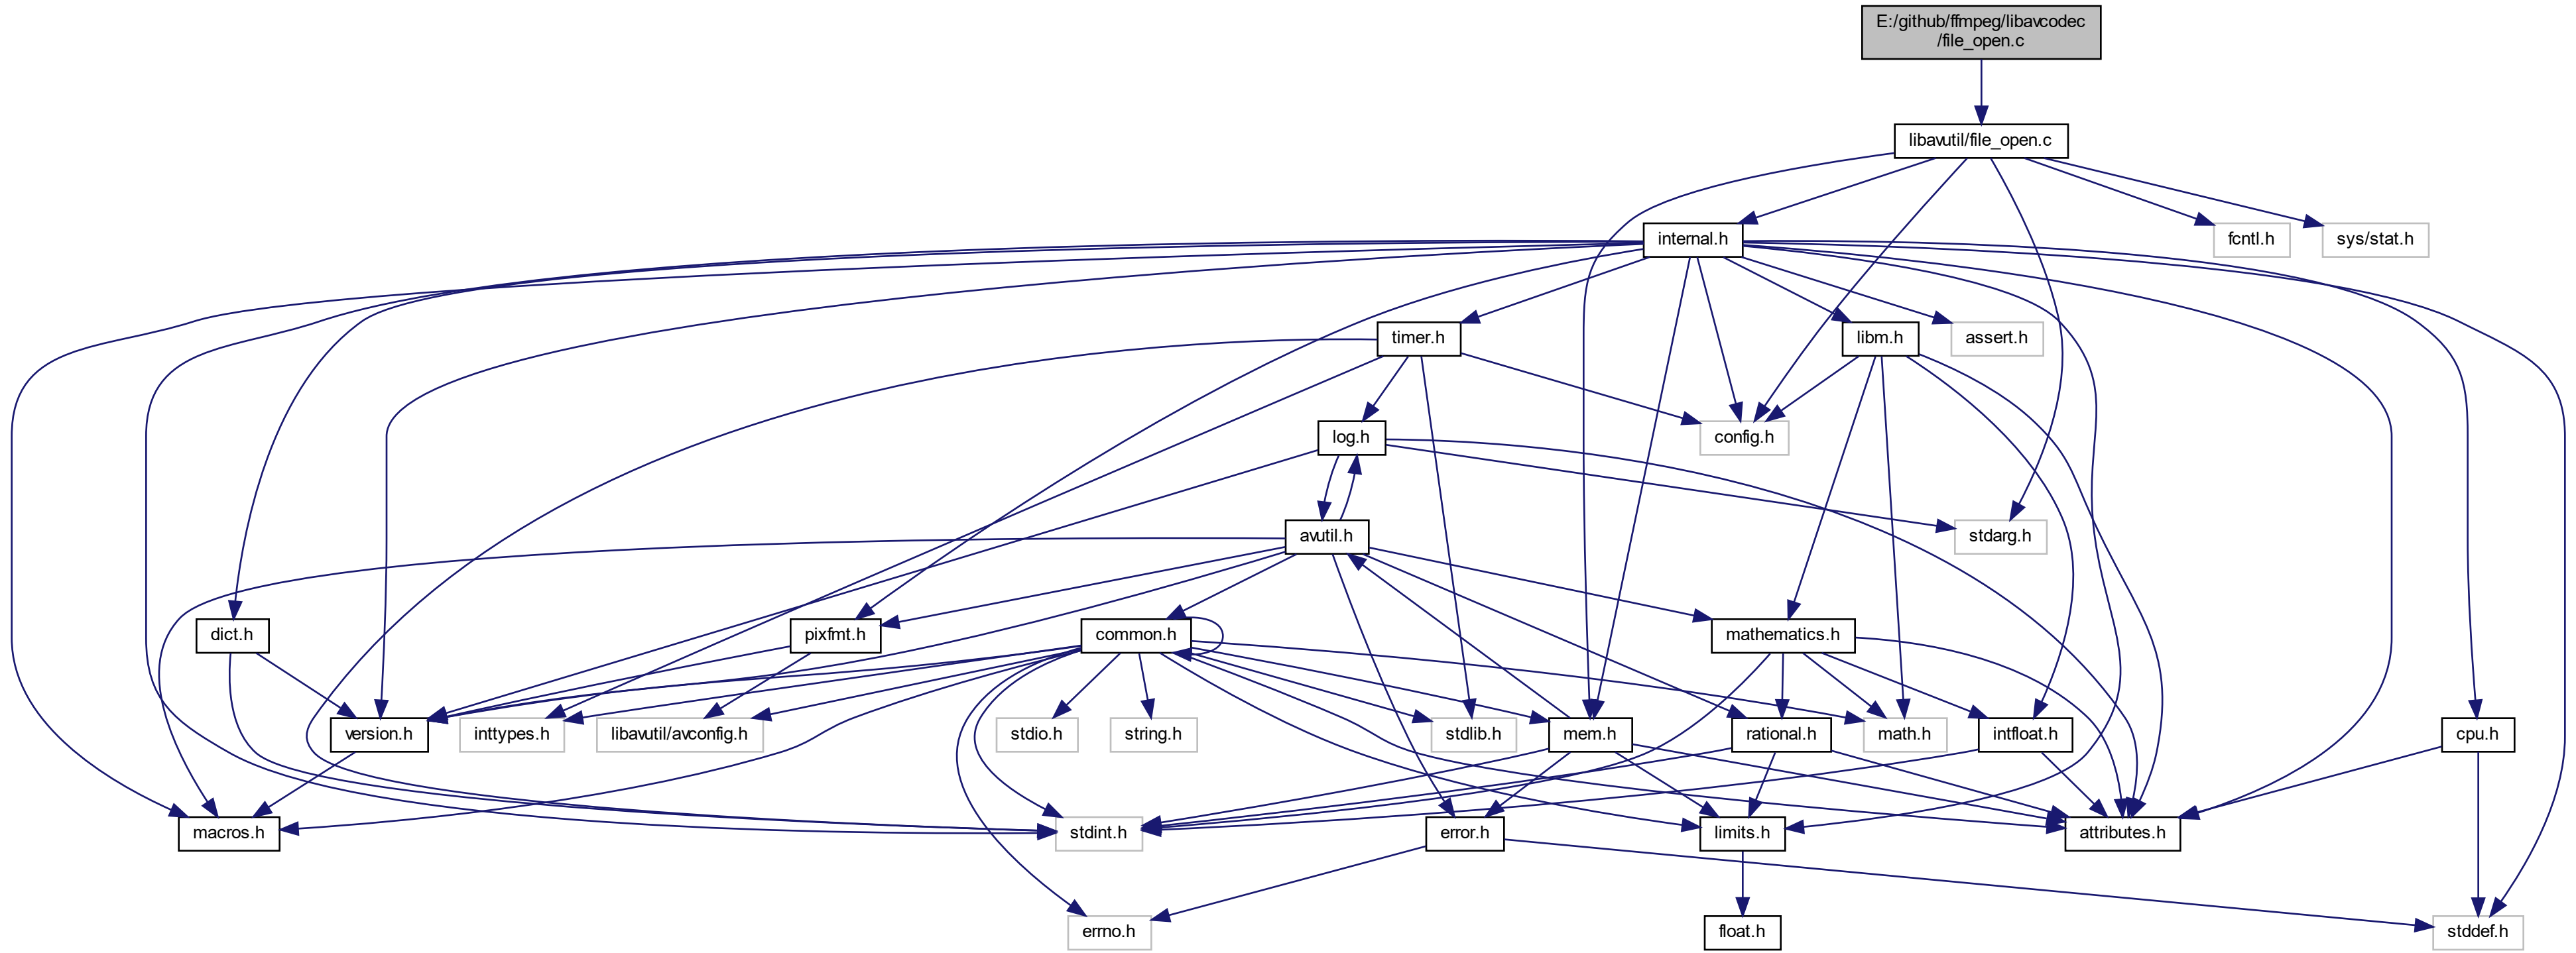 E:/github/ffmpeg/libavcodec
/file_open.c
libavutil/file_open.c
internal.h
fcntl.h
sys/stat.h
timer.h
libm.h
assert.h
log.h
config.h
avutil.h
stdarg.h
dict.h
pixfmt.h
common.h
mathematics.h
version.h
inttypes.h
libavutil/avconfig.h
stdio.h
string.h
stdlib.h
mem.h
rational.h
math.h
intfloat.h
cpu.h
macros.h
stdint.h
error.h
limits.h
attributes.h
errno.h
float.h
stddef.h